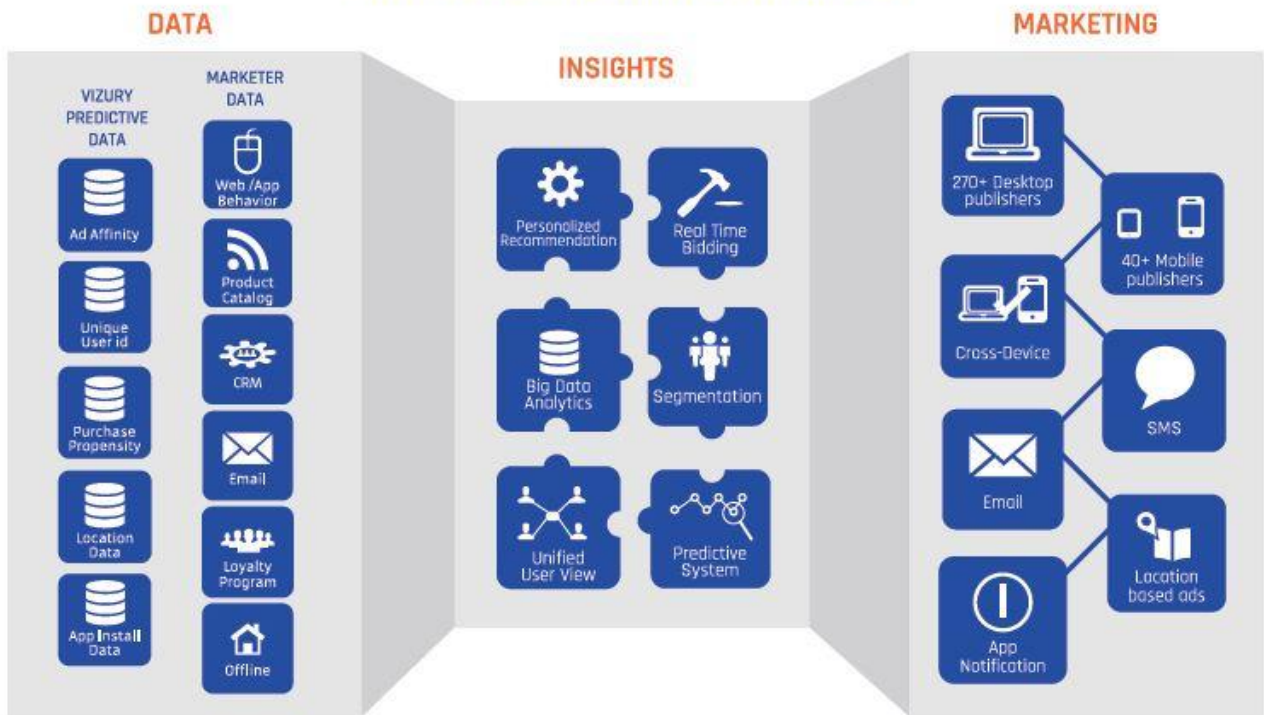 DATA
VIZURY
PREDICTIVE
DATA
Ad Affinity
Unique
User id
Purchase
Propensity
Location
Data
App Install
Data
MARKETER
DATA
Web /App
Behavior
Product
Catalog
CRM
Email
Loyalty
Program
Offline
INSIGHTS
Personalized
Recommendation
Real Time
Bidding
Big Data
Analytics
Segmentation
Unified
User View
Predictive
System
MARKETING
270+ Desktop
publishers
40+ Mobile
publishers
Cross-Device
SMS
Email
Location
based ads
App
Notification